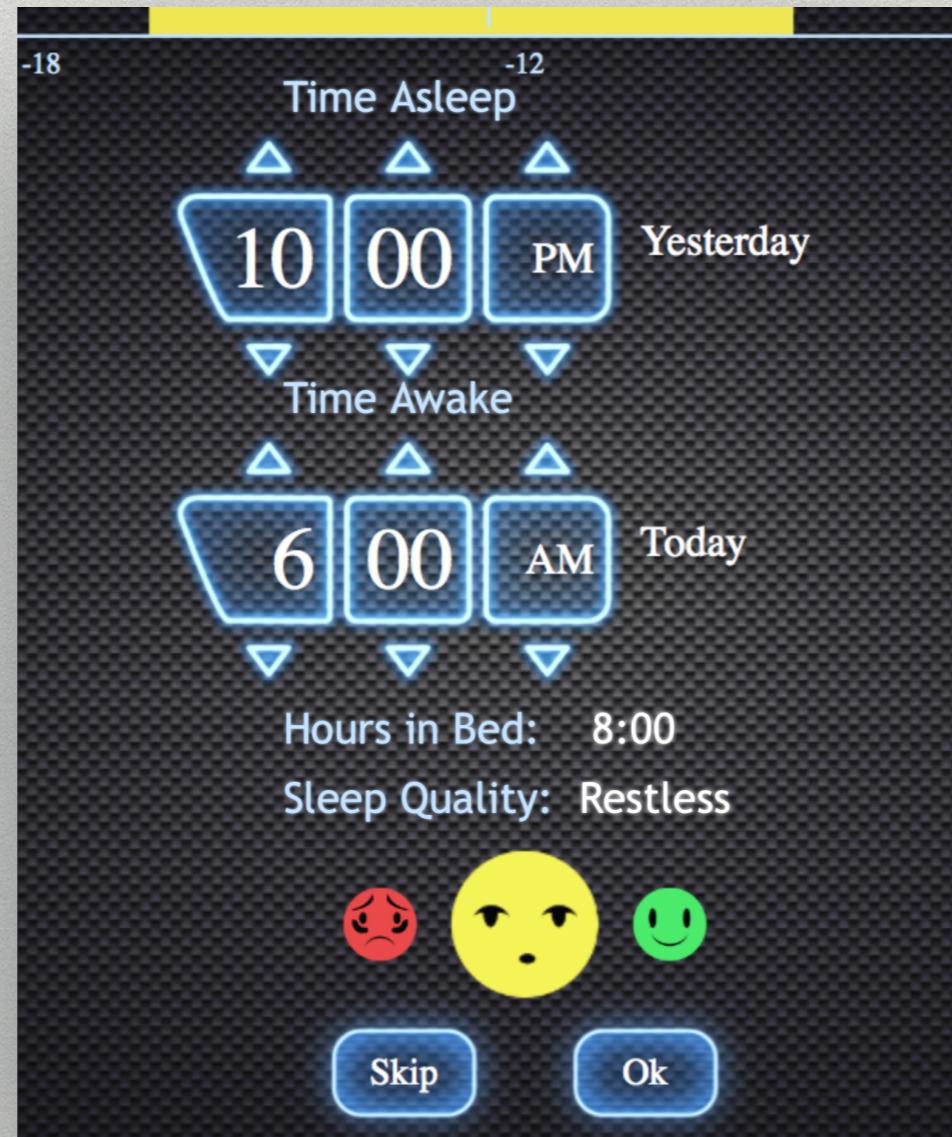 -18 -12
Time Asleep
10 00 PM Yesterday
Time Awake
6 00 AM Today
Hours in Bed: 8:00
Sleep Quality: Restless
Skip Ok